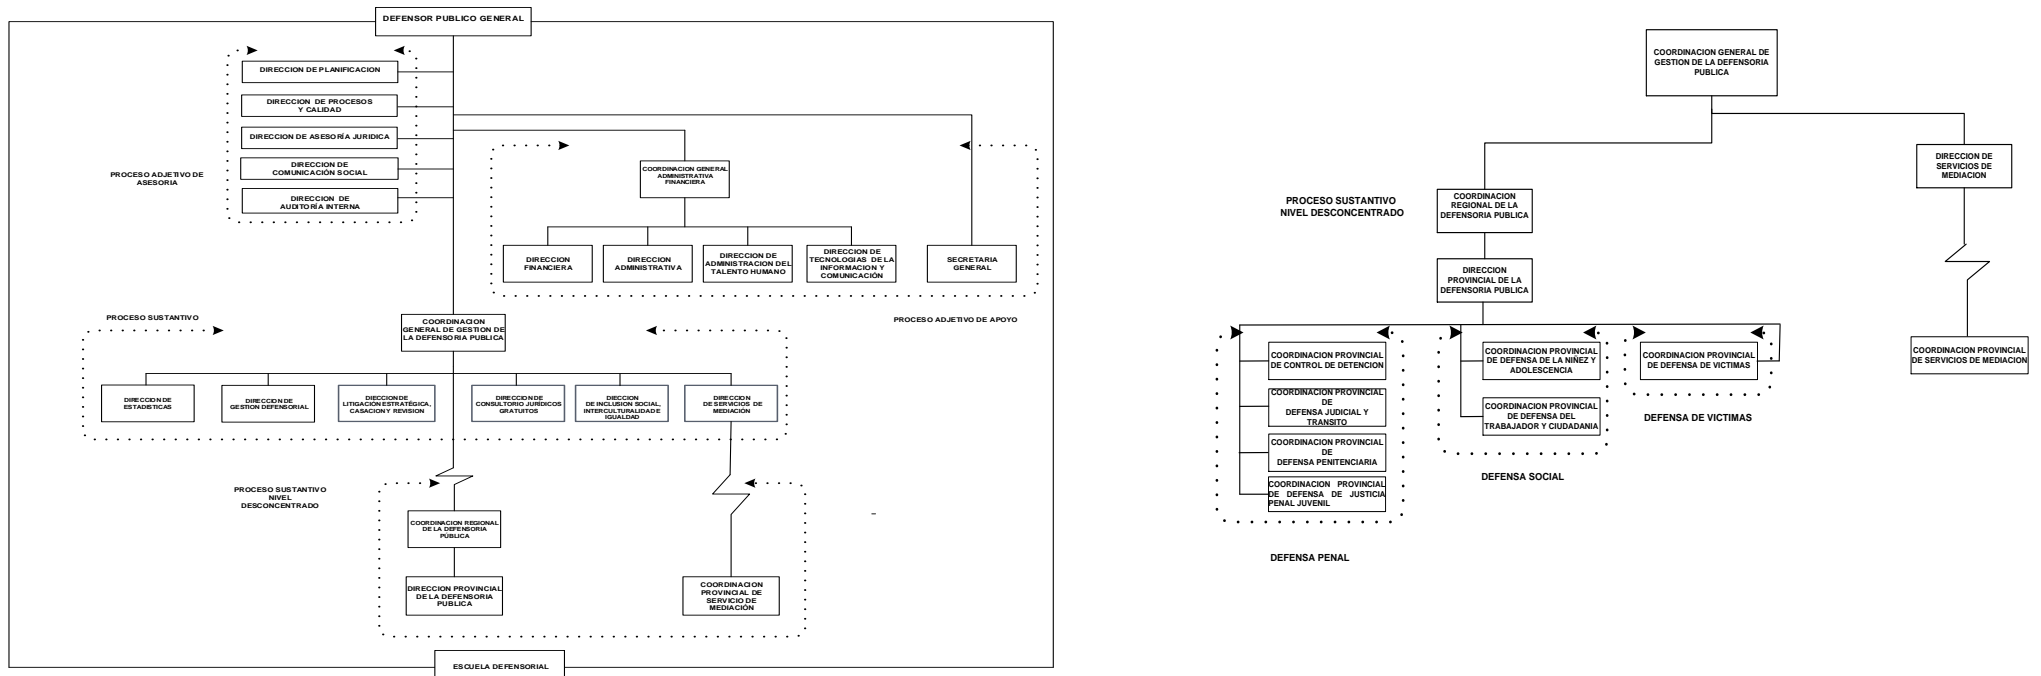 DEFENSOR PUBLICO GENERAL
DIRECCION DE PLANIFICACION
DIRECCION DE PROCESOS
Y CALIDAD
DIRECCION DE ASESORÍA JURIDICA
DIRECCION DE
COMUNICACIÓN SOCIAL
DIRECCION DE
AUDITORÍA INTERNA
PROCESO ADJETIVO DE
ASESORIA
COORDINACION GENERAL
ADMINISTRATIVA
FINANCIERA
DIRECCION
FINANCIERA
DIRECCION
ADMINISTRATIVA
DIRECCION DE
ADMINISTRACION DEL
TALENTO HUMANO
DIRECCION DE
TECNOLOGIAS DE LA
INFORMACION Y
COMUNICACIÓN
SECRETARIA
GENERAL
PROCESO ADJETIVO DE APOYO
PROCESO SUSTANTIVO
COORDINACION
GENERAL DE GESTION DE
LA DEFENSORIA PUBLICA
DIRECCION DE
ESTADISTICAS
DIRECCION DE
GESTION DEFENSORIAL
DIECCION DE
LITIGACION ESTRATÉGICA,
CASACION Y REVISION
DIRECCION DE
CONSULTORIO JURÍDICOS
GRATUITOS
DIECCION
DE INCLUSION SOCIAL,
INTERCULTURALIDAD E
IGUALDAD
DIRECCION
DE SERVICIOS DE
MEDIACIÓN
PROCESO SUSTANTIVO
NIVEL
DESCONCENTRADO
COORDINACION REGIONAL
DE LA DEFENSORIA
PÚBLICA
DIRECCION PROVINCIAL
DE LA DEFENSORIA
PUBLICA
COORDINACION
PROVINCIAL DE
SERVICIO DE
MEDIACIÓN
ESCUELA DEFENSORIAL
COORDINACION GENERAL DE
GESTION DE LA DEFENSORIA
PUBLICA
DIRECCION DE
SERVICIOS DE
MEDIACION
PROCESO SUSTANTIVO
NIVEL DESCONCENTRADO
COORDINACION
REGIONAL DE LA
DEFENSORIA PUBLICA
DIRECCION
PROVINCIAL DE LA
DEFENSORIA PUBLICA
COORDINACION PROVINCIAL
DE SERVICIOS DE MEDIACION
COORDINACION PROVINCIAL
DE CONTROL DE DETENCION
COORDINACION PROVINCIAL
DE
DEFENSA JUDICIAL Y
TRANSITO
COORDINACION PROVINCIAL
DE
DEFENSA PENITENCIARIA
COORDINACION PROVINCIAL
DE DEFENSA DE JUSTICIA
PENAL JUVENIL
DEFENSA PENAL
COORDINACION PROVINCIAL
DE DEFENSA DE LA NIÑEZ Y
ADOLESCENCIA
COORDINACION PROVINCIAL
DE DEFENSA DEL
TRABAJADOR Y CIUDADANIA
DEFENSA SOCIAL
COORDINACION PROVINCIAL
DE DEFENSA DE VICTIMAS
DEFENSA DE VICTIMAS